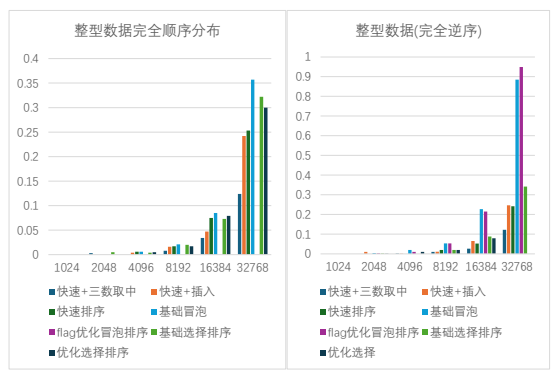 整型数据完全顺序分布
0.4
0.35
0.3
0.25
0.2
0.15
0.1
0.05
0
1024 2048 4096 8192 16384 32768
快速+三数取中 快速+插入
快速排序 基础冒泡
flag优化冒泡排序 基础选择排序
优化选择排序
整型数据(完全逆序)
1
0.9
0.8
0.7
0.6
0.5
0.4
0.3
0.2
0.1
0
1024 2048 4096 8192 16384 32768
快速+三数取中 快速+插入
快速排序 基础冒泡
flag优化冒泡排序 基础选择排序
优化选择